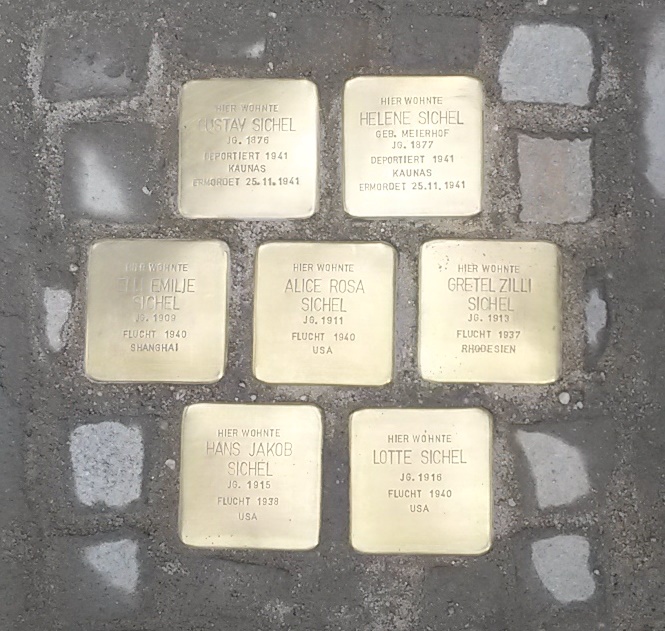 HIER WOHNTE
GUSTAV SICHEL
JG. 1876
DEPORTIERT 1941
KAUNAS
ERMORDET 25.11.1941
HIER WOHNTE
HELENE SICHEL
GEB. MEIERHOF
JG. 1877
DEPORTIERT 1941
KAUNAS
ERMORDET 25.11.1941
HIER WOHNTE
EMILIE
SICHEL
JG. 1909
FLUCHT 1940
SHANGHAI
HIER WOHNTE
ALICE ROSA
SICHEL
JG. 1911
FLUCHT 1940
USA
HIER WOHNTE
GRETEL ZILLI
SICHEL
JG. 1913
FLUCHT 1937
RHODESIEN
HIER WOHNTE
HANS JAKOB
SICHEL
JG. 1915
FLUCHT 1938
USA
HIER WOHNTE
LOTTE SICHEL
JG. 1916
FLUCHT 1940
USA